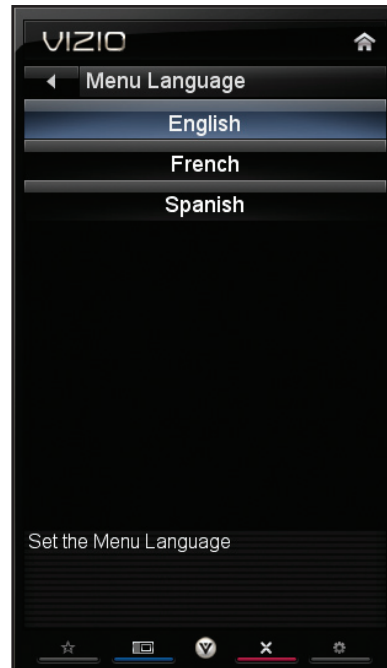 VIZIO
Menu Language
English
French
Spanish
Set the Menu Language